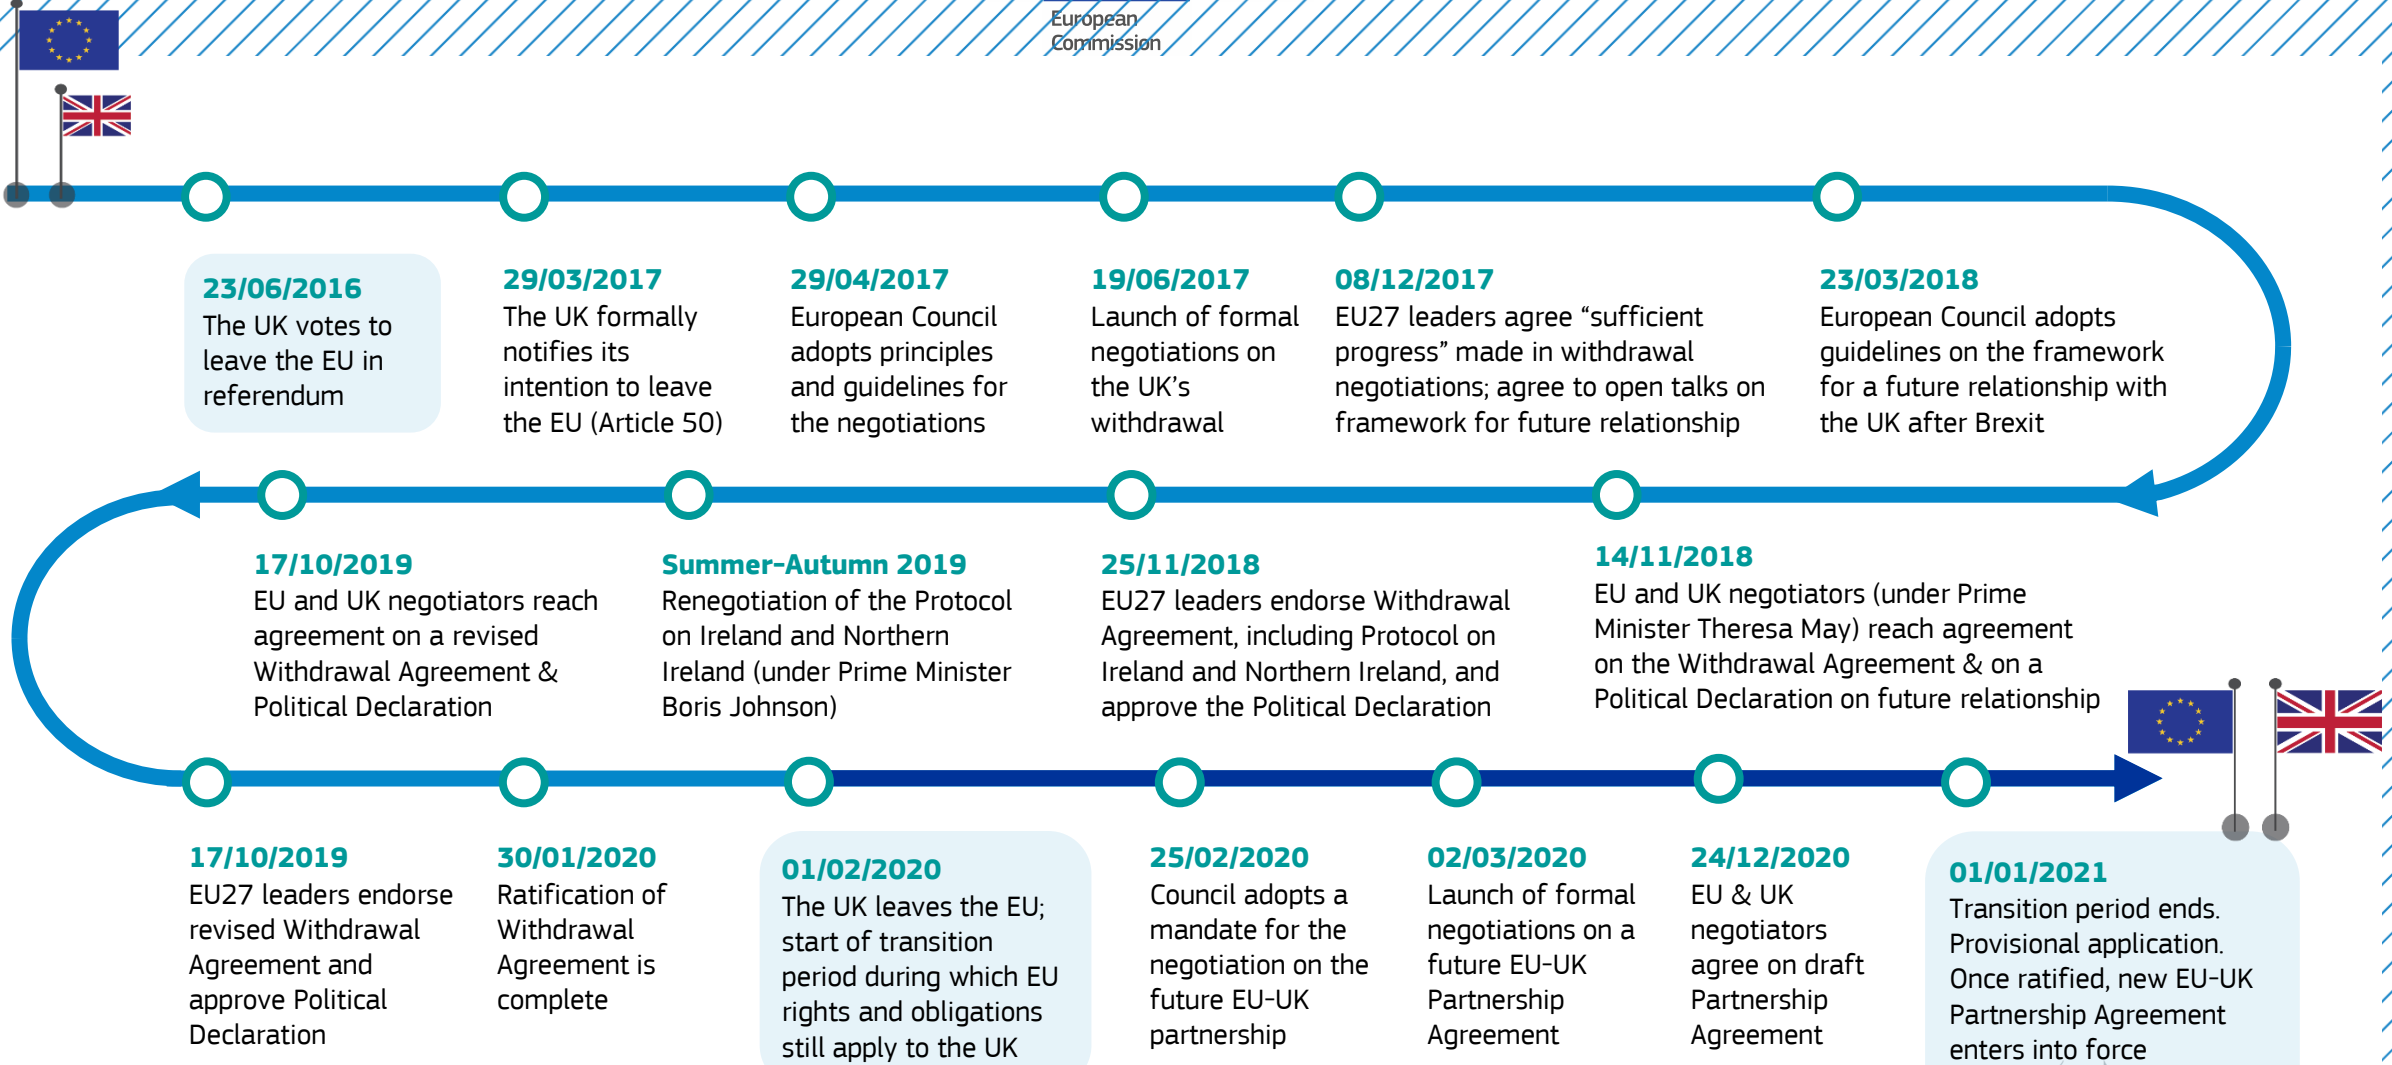 European
Commission
23/06/2016
The UK votes to
leave the EU in
referendum
29/03/2017
The UK formally
notifies its
intention to leave
the EU (Article 50)
29/04/2017
European Council
adopts principles
and guidelines for
the negotiations
19/06/2017
Launch of formal
negotiations on
the UK’s
withdrawal
08/12/2017
EU27 leaders agree “sufficient
progress” made in withdrawal
negotiations; agree to open talks on
framework for future relationship
23/03/2018
European Council adopts
guidelines on the framework
for a future relationship with
the UK after Brexit
14/11/2018
EU and UK negotiators (under Prime
Minister Theresa May) reach agreement
on the Withdrawal Agreement & on a
Political Declaration on future relationship
25/11/2018
EU27 leaders endorse Withdrawal
Agreement, including Protocol on
Ireland and Northern Ireland, and
approve the Political Declaration
Summer-Autumn 2019
Renegotiation of the Protocol
on Ireland and Northern
Ireland (under Prime Minister
Boris Johnson)
17/10/2019
EU and UK negotiators reach
agreement on a revised
Withdrawal Agreement &
Political Declaration
17/10/2019
EU27 leaders endorse
revised Withdrawal
Agreement and
approve Political
Declaration
30/01/2020
Ratification of
Withdrawal
Agreement is
complete
01/02/2020
The UK leaves the EU;
start of transition
period during which EU
rights and obligations
still apply to the UK
25/02/2020
Council adopts a
mandate for the
negotiation on the
future EU-UK
partnership
02/03/2020
Launch of formal
negotiations on a
future EU-UK
Partnership
Agreement
24/12/2020
EU & UK
negotiators
agree on draft
Partnership
Agreement
01/01/2021
Transition period ends.
Provisional application.
Once ratified, new EU-UK
Partnership Agreement
enters into force